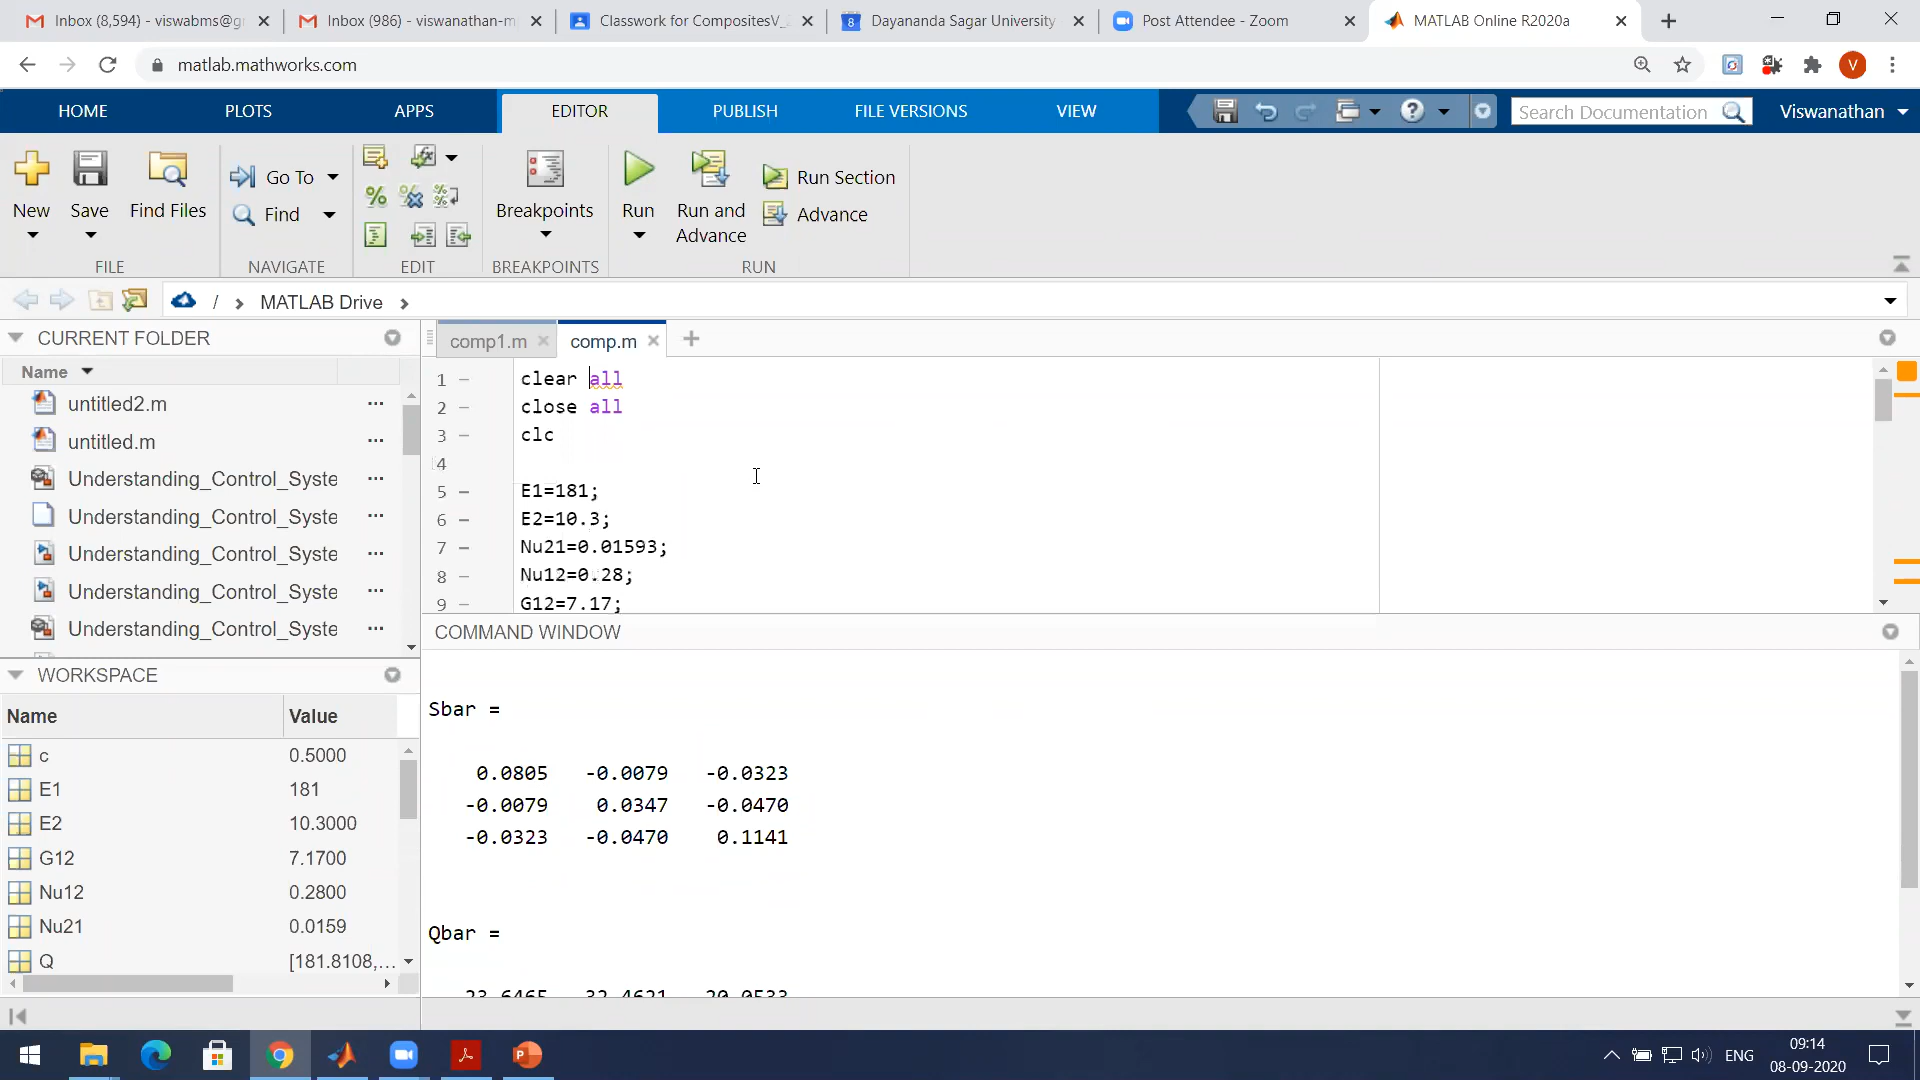 Inbox (8,594) - viswabms@g
Inbox (986) - viswanathan-m
Classwork for CompositesV_
Dayananda Sagar University
Post Attendee - Zoom
MATLAB Online R2020a
matlab.mathworks.com
V
HOME PLOTS APPS EDITOR PUBLISH FILE VERSIONS VIEW
Search Documentation
Viswanathan
New Save Find Files
Go To
Find
Breakpoints
Run
Run and Advance
Run Section
Advance
FILE NAVIGATE EDIT BREAKPOINTS RUN
/ > MATLAB Drive >
CURRENT FOLDER
Name
untitled2.m
untitled.m
Understanding_Control_Syste
Understanding_Control_Syste
Understanding_Control_Syste
Understanding_Control_Syste
Understanding_Control_Syste
comp1.m comp.m
1 clear all
2 close all
3 clc
4
5 E1=181;
6 E2=10.3;
7 Nu21=0.01593;
8 Nu12=0.28;
9 G12=7.17;
WORKSPACE
Name Value
c 0.5000
E1 181
E2 10.3000
G12 7.1700
Nu12 0.2800
Nu21 0.0159
Q [181.8108,...
COMMAND WINDOW
Sbar =
0.0805 -0.0079 -0.0323
-0.0079 0.0347 -0.0470
-0.0323 -0.0470 0.1141
Qbar =
23.6465 32.4621 20.0533
ENG
09:14
08-09-2020